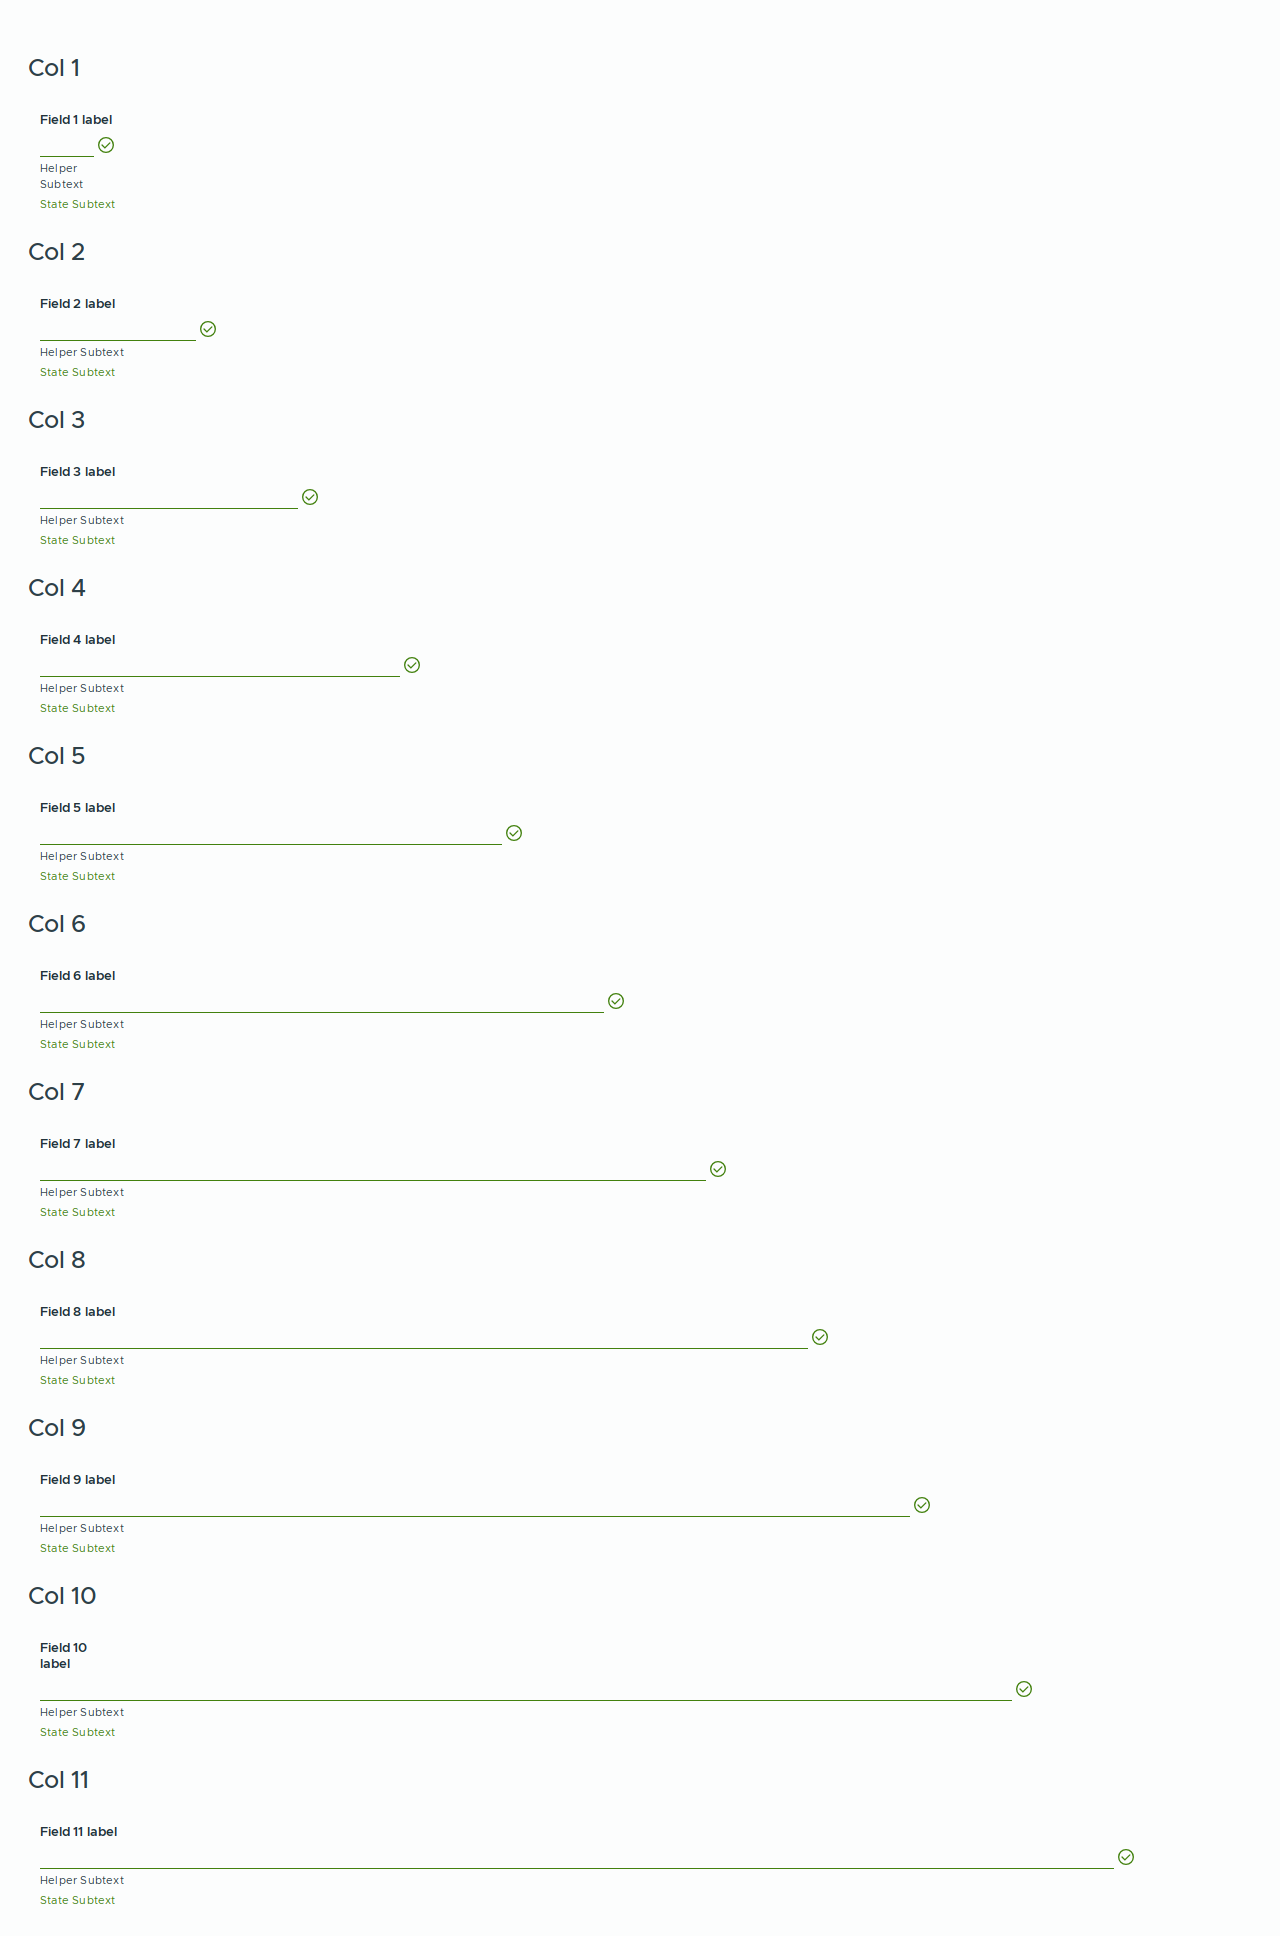 Col 1
Field 1 label
Helper
Subtext
State Subtext
Col 2
Field 2 label
Helper Subtext
State Subtext
Col 3
Field 3 label
Helper Subtext
State Subtext
Col 4
Field 4 label
Helper Subtext
State Subtext
Col 5
Field 5 label
Helper Subtext
State Subtext
Col 6
Field 6 label
Helper Subtext
State Subtext
Col 7
Field 7 label
Helper Subtext
State Subtext
Col 8
Field 8 label
Helper Subtext
State Subtext
Col 9
Field 9 label
Helper Subtext
State Subtext
Col 10
Field 10
label
Helper Subtext
State Subtext
Col 11
Field 11 label
Helper Subtext
State Subtext